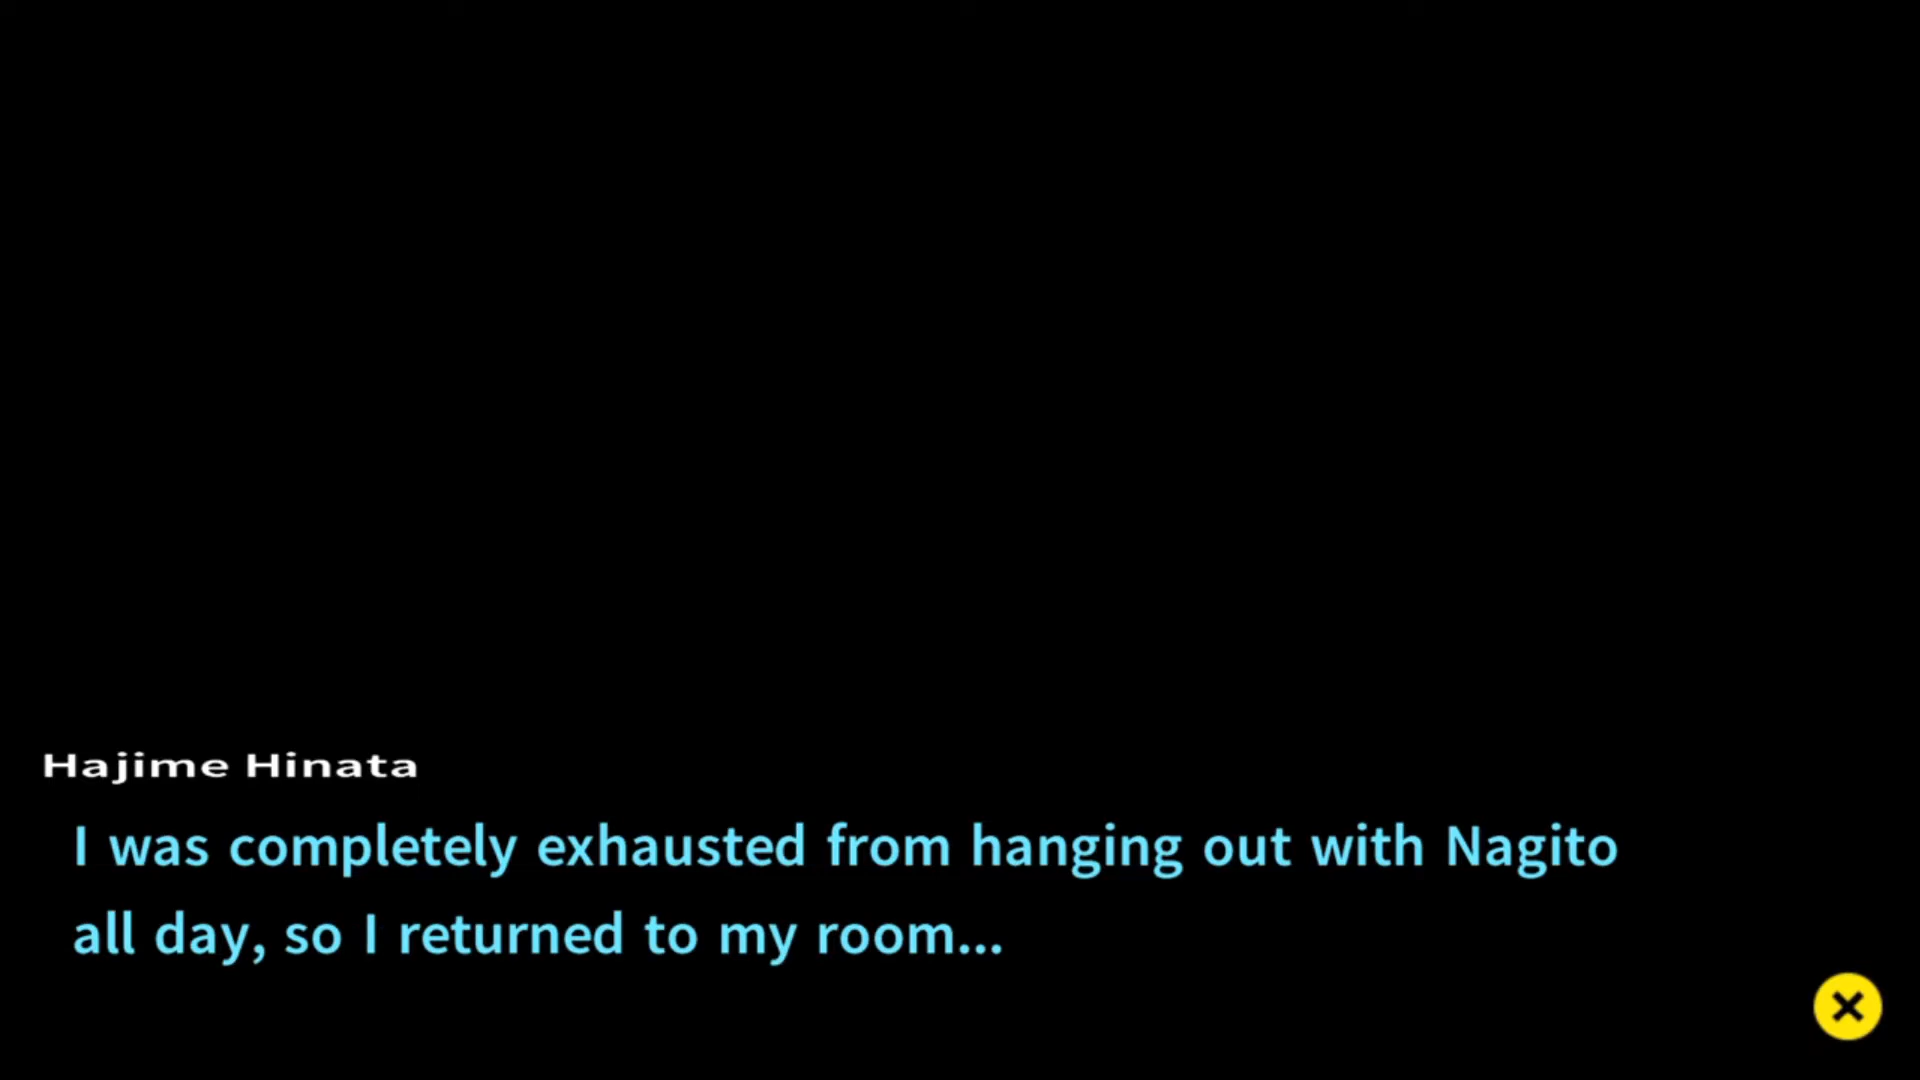 Hajime Hinata
I was completely exhausted from hanging out with Nagito
all day, so I returned to my room...